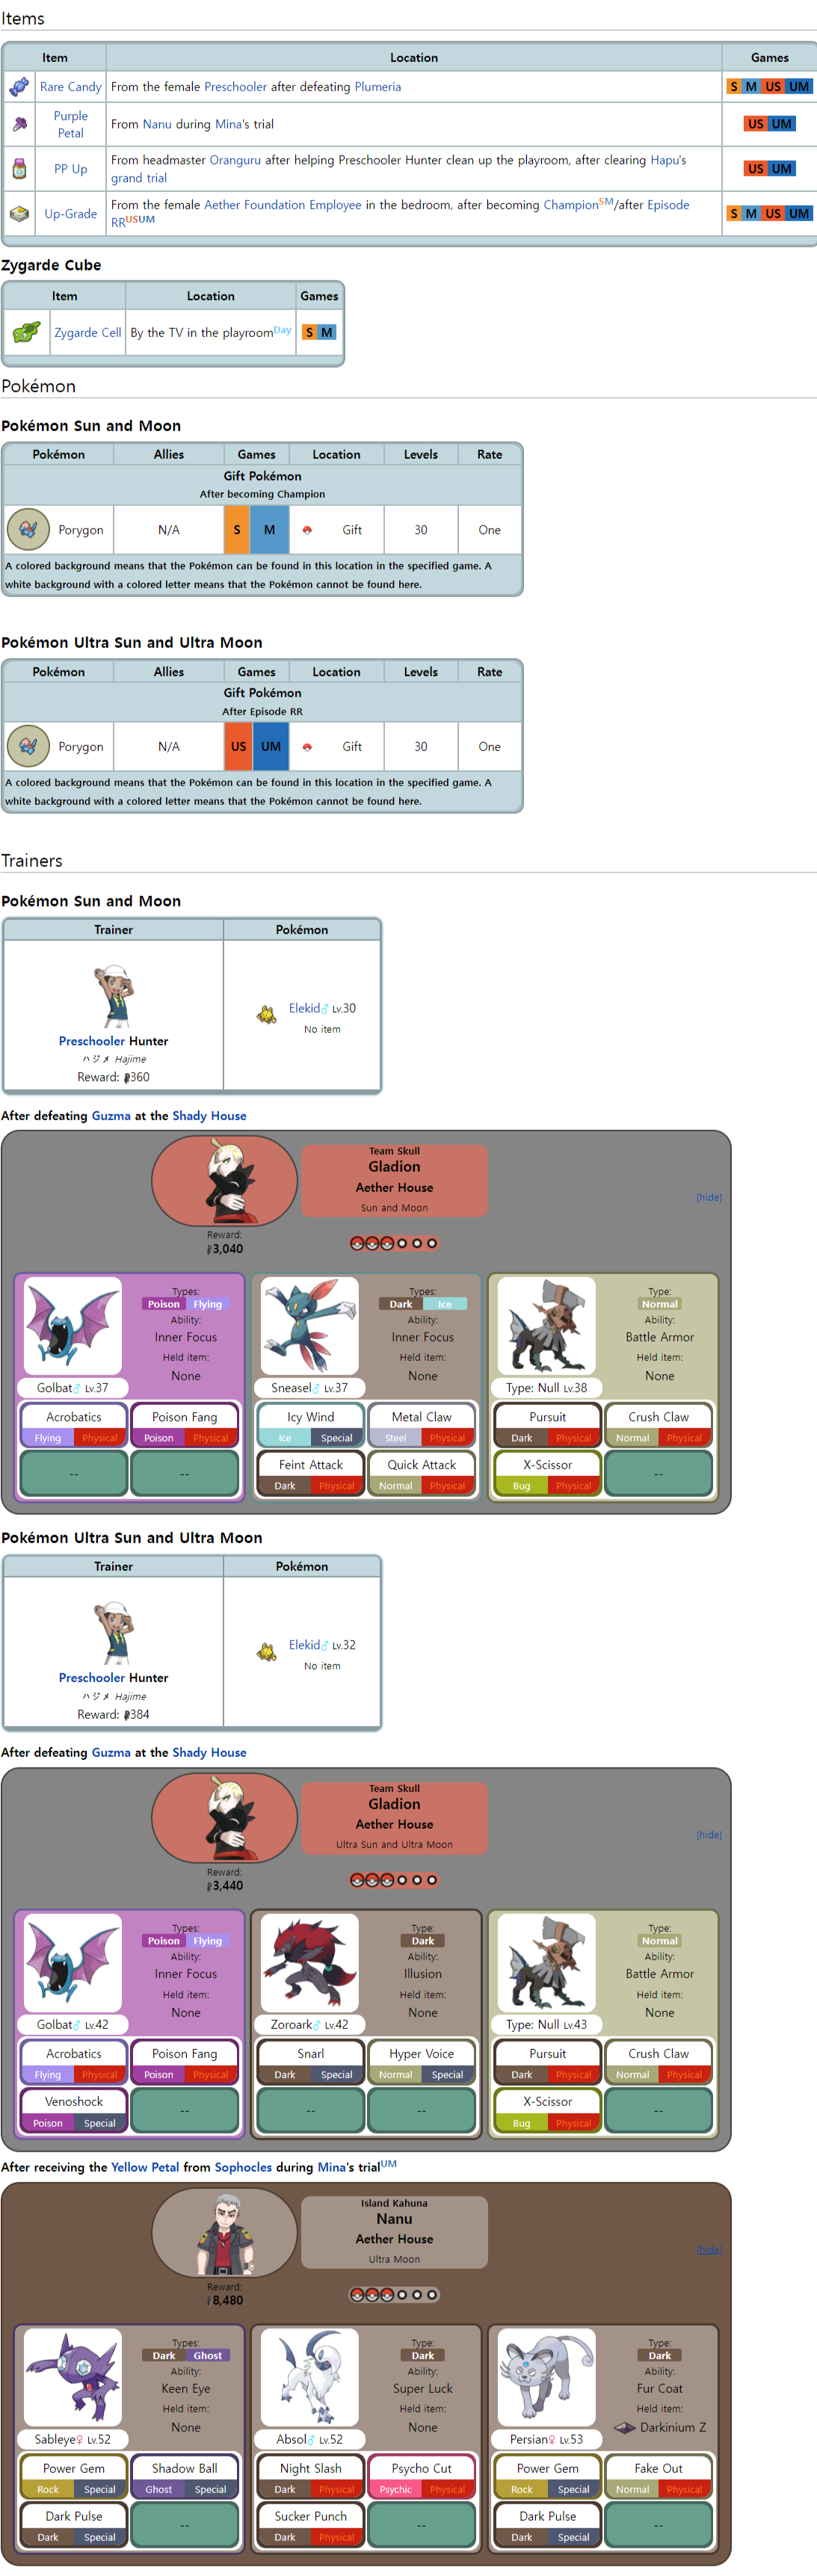 Items
Item Location Games
Rare Candy From the female Preschooler after defeating Plumeria S M US UM
Purple
Petal
From Nanu during Mina's trial US UM
PP Up
From headmaster Oranguru after helping Preschooler Hunter clean up the playroom, after clearing Hapu's
grand trial
US UM
Up-Grade
From the female Aether Foundation Employee in the bedroom, after becoming ChampionSM/after Episode
RRUSUM
S M US UM
Zygarde Cube
Item Location Games
Zygarde Cell By the TV in the playroomDay S M
Pokémon
Pokémon Sun and Moon
Pokémon Allies Games Location Levels Rate
Gift Pokémon
After becoming Champion
Porygon N/A S M Gift 30 One
A colored background means that the Pokémon can be found in this location in the specified game. A
white background with a colored letter means that the Pokémon cannot be found here.
Pokémon Ultra Sun and Ultra Moon
Pokémon Allies Games Location Levels Rate
Gift Pokémon
After Episode RR
Porygon N/A US UM Gift 30 One
A colored background means that the Pokémon can be found in this location in the specified game. A
white background with a colored letter means that the Pokémon cannot be found here.
Trainers
Pokémon Sun and Moon
Trainer Pokémon
Elekid♂ Lv.30
No item
Preschooler Hunter
ハジメ Hajime
Reward: 360
After defeating Guzma at the Shady House
Team Skull
Gladion
Aether House
Sun and Moon
[hide]
Reward:
3,040
Types:
Poison Flying
Ability:
Inner Focus
Held item:
None
Golbat♂ Lv.37
Acrobatics Poison Fang
Flying Physical Poison Physical
-- --
Types:
Dark Ice
Ability:
Inner Focus
Held item:
None
Sneasel♂ Lv.37
Icy Wind Metal Claw
Ice Special Steel Physical
Feint Attack Quick Attack
Dark Physical Normal Physical
Type:
Normal
Ability:
Battle Armor
Held item:
None
Type: Null Lv.38
Pursuit Crush Claw
Dark Physical Normal Physical
X-Scissor --
Bug Physical
Pokémon Ultra Sun and Ultra Moon
Trainer Pokémon
Elekid♂ Lv.32
No item
Preschooler Hunter
ハジメ Hajime
Reward: 384
After defeating Guzma at the Shady House
Team Skull
Gladion
Aether House
Ultra Sun and Ultra Moon
[hide]
Reward:
3,440
Types:
Poison Flying
Ability:
Inner Focus
Held item:
None
Golbat♂ Lv.42
Acrobatics Poison Fang
Flying Physical Poison Physical
Venoshock --
Poison Special
Type:
Dark
Ability:
Illusion
Held item:
None
Zoroark♂ Lv.42
Snarl Hyper Voice
Dark Special Normal Special
-- --
Type:
Normal
Ability:
Battle Armor
Held item:
None
Type: Null Lv.43
Pursuit Crush Claw
Dark Physical Normal Physical
X-Scissor --
Bug Physical
After receiving the Yellow Petal from Sophocles during Mina's trialUM
Island Kahuna
Nanu
Aether House
Ultra Moon
[hide]
Reward:
8,480
Types:
Dark Ghost
Ability:
Keen Eye
Held item:
None
Sableye♀ Lv.52
Power Gem Shadow Ball
Rock Special Ghost Special
Dark Pulse --
Dark Special
Type:
Dark
Ability:
Super Luck
Held item:
None
Absol♂ Lv.52
Night Slash Psycho Cut
Dark Physical Psychic Physical
Sucker Punch --
Dark Physical
Type:
Dark
Ability:
Fur Coat
Held item:
Darkinium Z
Persian♀ Lv.53
Power Gem Fake Out
Rock Special Normal Physical
Dark Pulse --
Dark Special